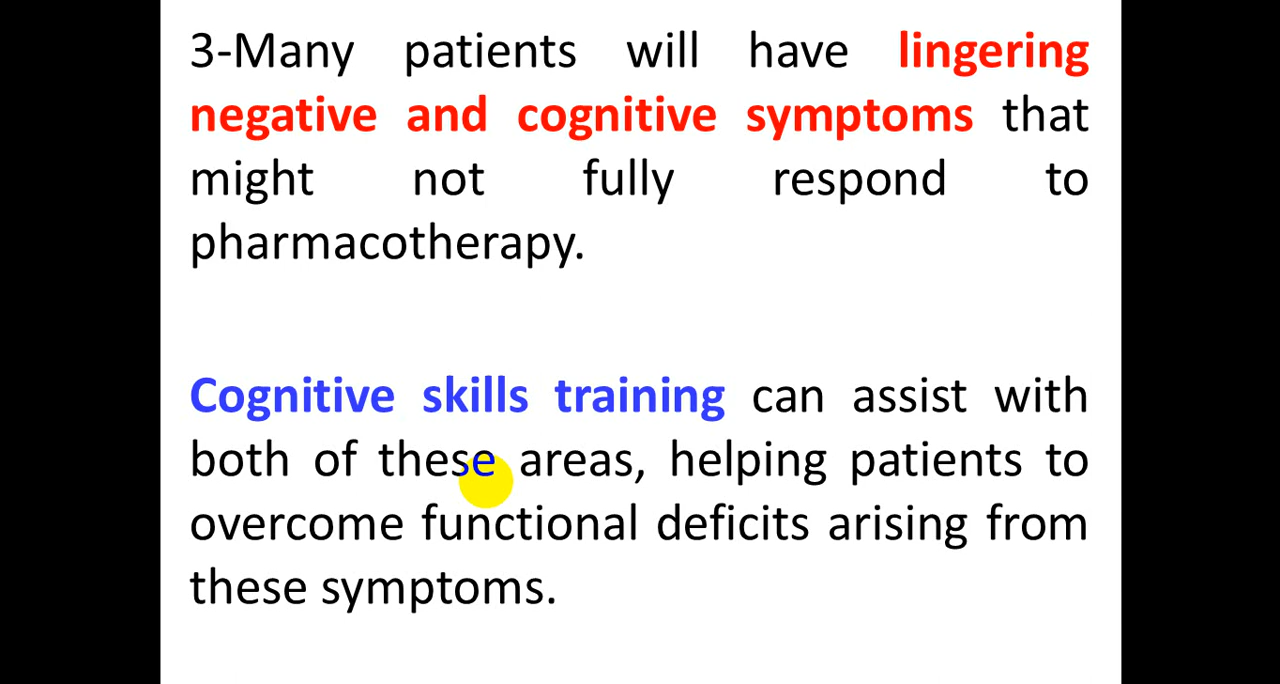 3-Many patients will have lingering
negative and cognitive symptoms that
might not fully respond to
pharmacotherapy.
Cognitive skills training can assist with
both of these areas, helping patients to
overcome functional deficits arising from
these symptoms.